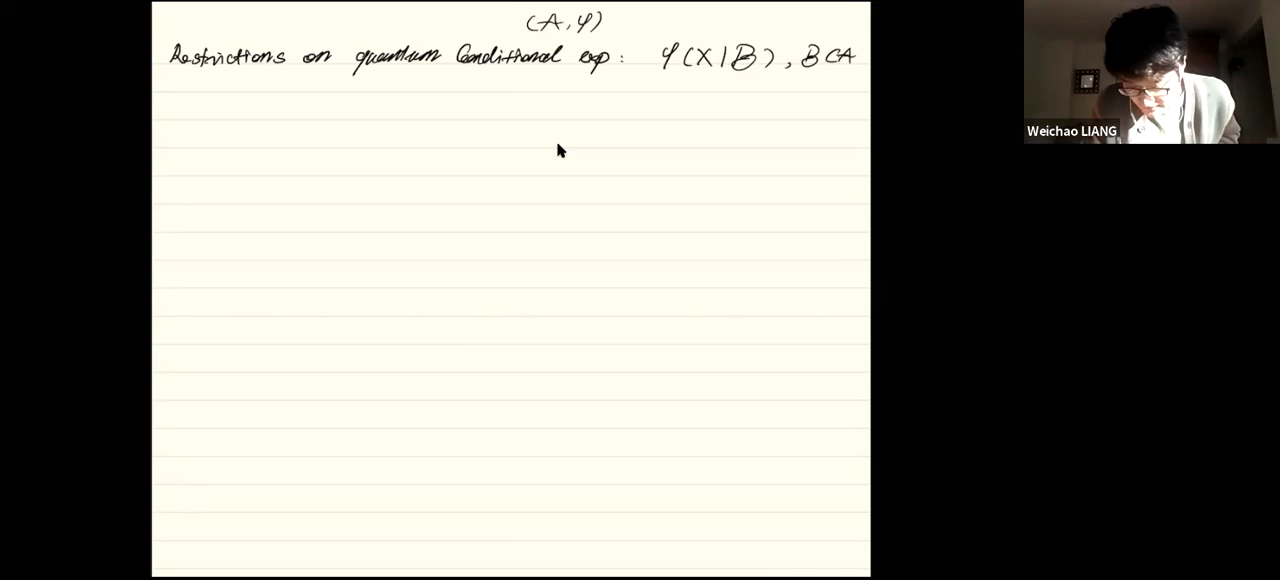 (A, φ)
Restrictions on quantum Conditional exp : φ(X|B), B⊂A
Weichao LIANG